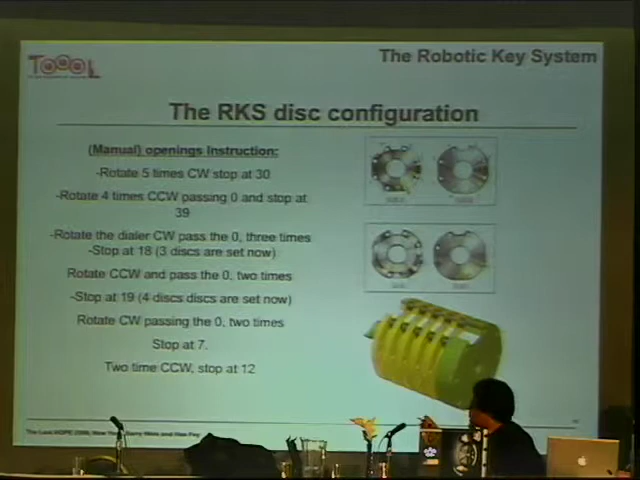 TOOOL
The Robotic Key System
The RKS disc configuration
(Manual) openings Instruction:
-Rotate 5 times CW stop at 30
-Rotate 4 times CCW passing 0 and stop at
39
-Rotate the dialer CW pass the 0, three times
-Stop at 18 (3 discs are set now)
Rotate CCW and pass the 0, two times
-Stop at 19 (4 discs discs are set now)
Rotate CW passing the 0, two times
Stop at 7.
Two time CCW, stop at 12